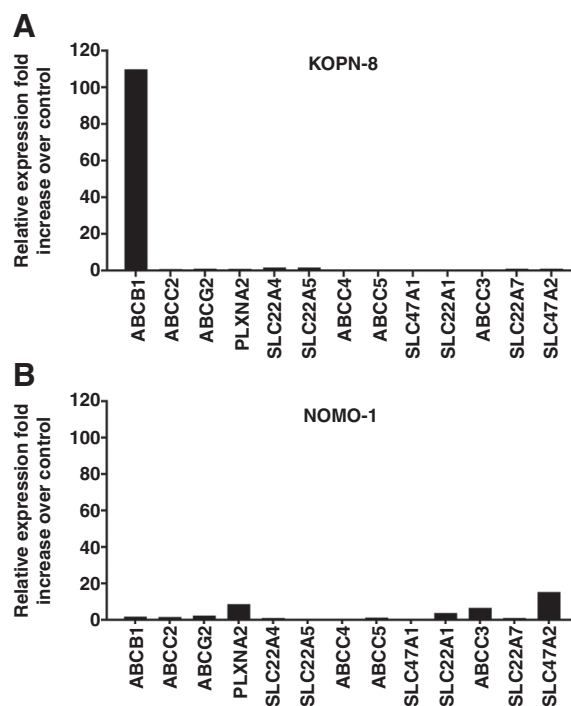 A
KOPN-8
Relative expression fold
increase over control
120
100
80
60
40
20
0
ABCB1
ABCC2
ABCG2
PLXNA2
SLC22A4
SLC22A5
ABCC4
ABCC5
SLC47A1
SLC22A1
ABCC3
SLC22A7
SLC47A2
B
NOMO-1
Relative expression fold
increase over control
120
100
80
60
40
20
0
ABCB1
ABCC2
ABCG2
PLXNA2
SLC22A4
SLC22A5
ABCC4
ABCC5
SLC47A1
SLC22A1
ABCC3
SLC22A7
SLC47A2